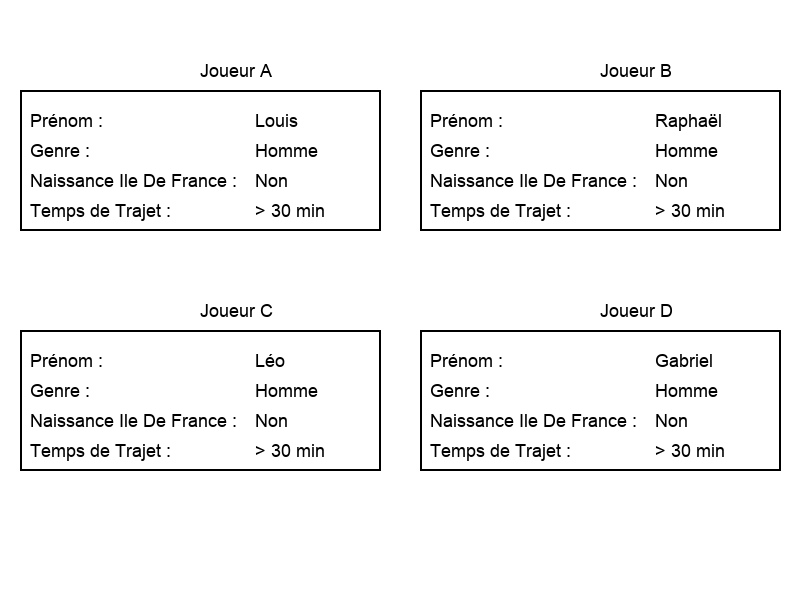 Joueur A
Prénom : Louis
Genre : Homme
Naissance Ile De France : Non
Temps de Trajet : > 30 min
Joueur B
Prénom : Raphaël
Genre : Homme
Naissance Ile De France : Non
Temps de Trajet : > 30 min
Joueur C
Prénom : Léo
Genre : Homme
Naissance Ile De France : Non
Temps de Trajet : > 30 min
Joueur D
Prénom : Gabriel
Genre : Homme
Naissance Ile De France : Non
Temps de Trajet : > 30 min